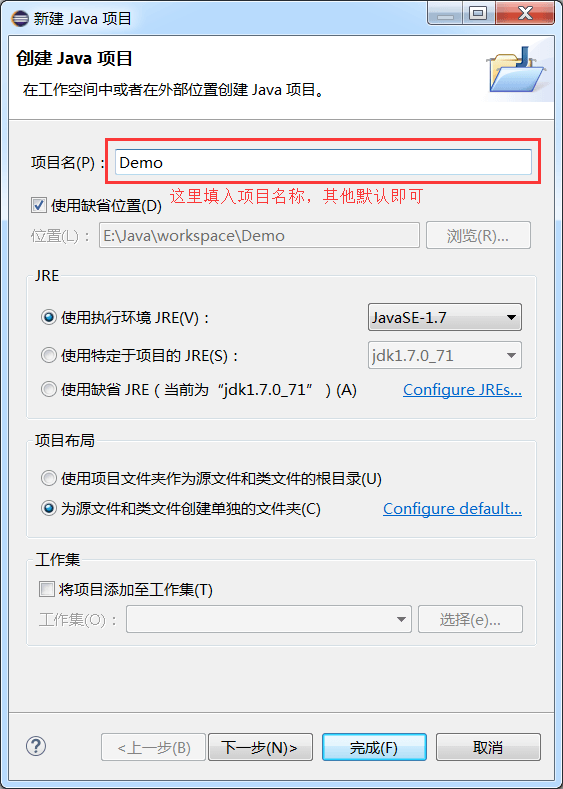 新建 Java 项目
创建 Java 项目
在工作空间中或者在外部位置创建 Java 项目。
项目名(P)：
Demo
使用缺省位置(D)
这里填入项目名称，其他默认即可
位置(L)：
E:\Java\workspace\Demo
浏览(R)...
JRE
使用执行环境 JRE(V)：
JavaSE-1.7
使用特定于项目的 JRE(S)：
jdk1.7.0_71
使用缺省 JRE（当前为“jdk1.7.0_71”）(A)
Configure JREs...
项目布局
使用项目文件夹作为源文件和类文件的根目录(U)
为源文件和类文件创建单独的文件夹(C)
Configure default...
工作集
将项目添加至工作集(T)
工作集(O)：
选择(e)...
?
<上一步(B)
下一步(N)>
完成(F)
取消